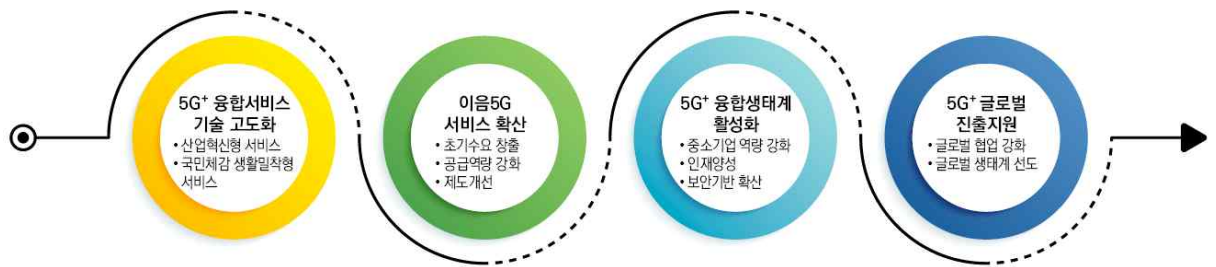 5G⁺ 융합서비스
기술 고도화
• 산업혁신형 서비스
• 국민체감 생활밀착형
서비스
이음5G
서비스 확산
• 초기수요 창출
• 공급역량 강화
• 제도개선
5G⁺ 융합생태계
활성화
• 중소기업 역량 강화
• 인재양성
• 보안기반 확산
5G⁺ 글로벌
진출지원
• 글로벌 협업 강화
• 글로벌 생태계 선도